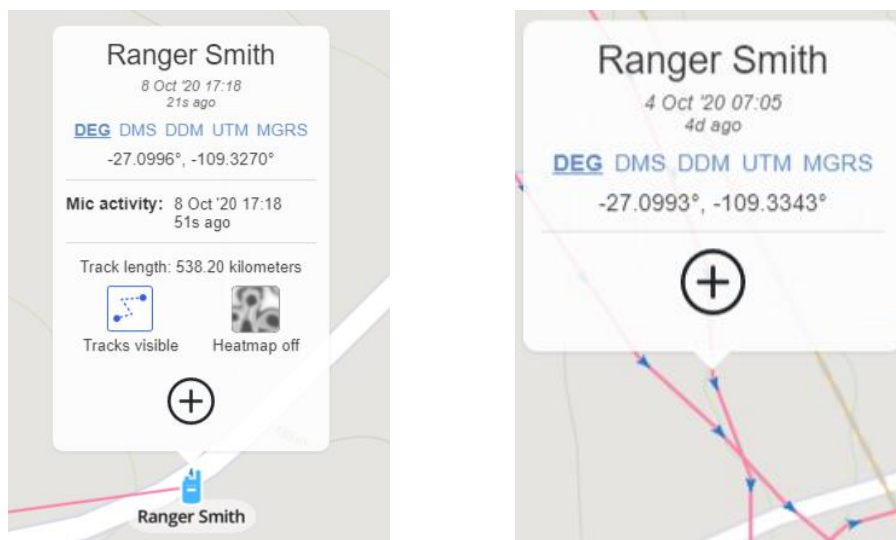 Ranger Smith
8 Oct '20 17:18
21s ago
DEG DMS DDM UTM MGRS
-27.0996°, -109.3270°
Mic activity: 8 Oct '20 17:18
51s ago
Track length: 538.20 kilometers
Tracks visible Heatmap off
Ranger Smith
Ranger Smith
4 Oct '20 07:05
4d ago
DEG DMS DDM UTM MGRS
-27.0993°, -109.3343°